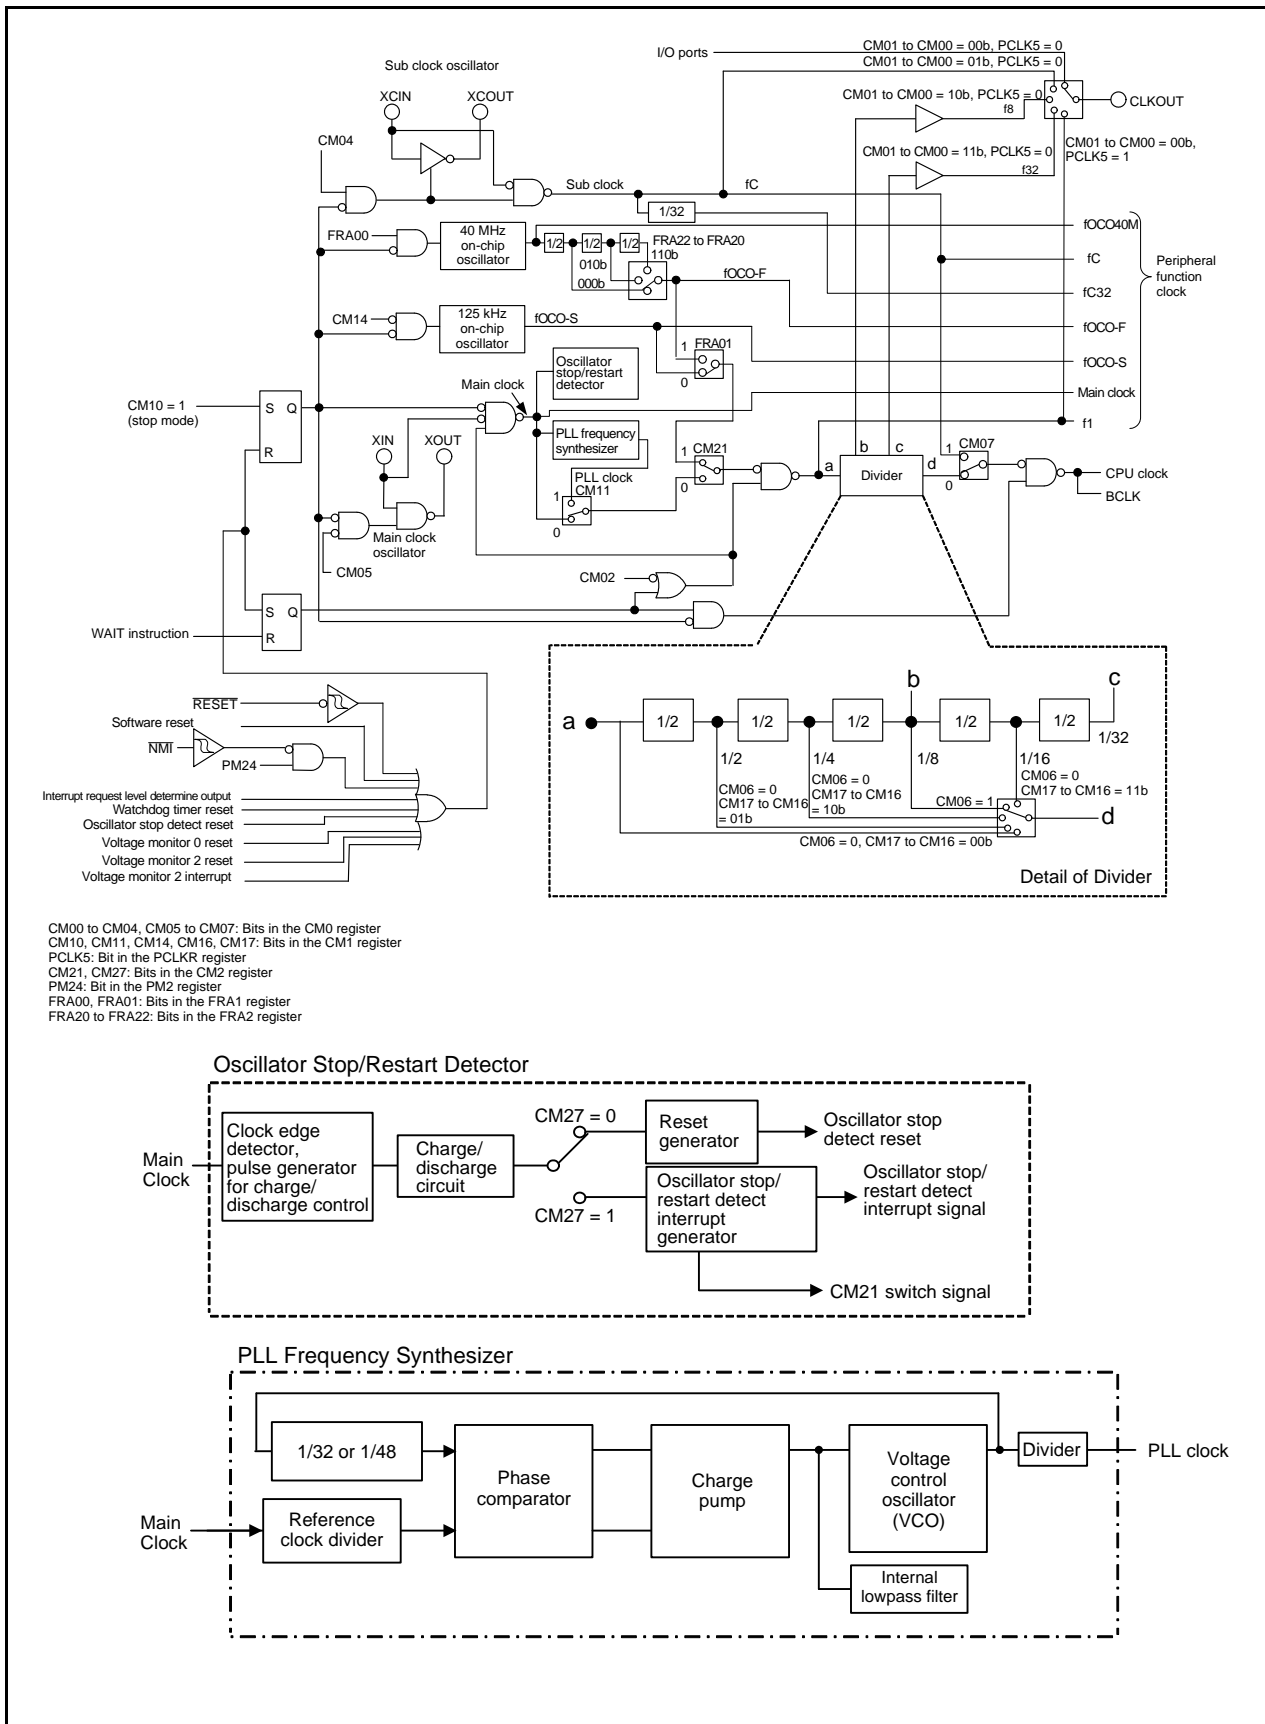 I/O ports
CM01 to CM00 = 00b, PCLK5 = 0
CM01 to CM00 = 01b, PCLK5 = 0
Sub clock oscillator
XCIN
XCOUT
CM01 to CM00 = 10b, PCLK5 = 0
f8
CLKOUT
CM04
CM01 to CM00 = 11b, PCLK5 = 0
f32
CM01 to CM00 = 00b,
PCLK5 = 1
Sub clock
fC
1/32
FRA00
40 MHz
on-chip
oscillator
1/2
1/2
1/2
FRA22 to FRA20
110b
010b
000b
fOCO-F
fOCO40M
fC
fC32
fOCO-F
fOCO-S
Main clock
f1
Peripheral
function
clock
CM14
125 kHz
on-chip
oscillator
fOCO-S
1
FRA01
0
Oscillator
stop/restart
detector
Main clock
CM10 = 1
(stop mode)
S
Q
R
PLL frequency
synthesizer
XIN
XOUT
PLL clock
CM11
1
0
1
CM21
0
a
b
c
d
Divider
1
CM07
0
CPU clock
BCLK
Main clock
oscillator
CM05
CM02
S
Q
R
WAIT instruction
RESET
Software reset
NMI
PM24
Interrupt request level determine output
Watchdog timer reset
Oscillator stop detect reset
Voltage monitor 0 reset
Voltage monitor 2 reset
Voltage monitor 2 interrupt
a
1/2
1/2
1/2
b
1/2
1/2
c
1/2
1/4
1/8
1/16
1/32
CM06 = 0
CM17 to CM16
= 01b
CM06 = 0
CM17 to CM16
= 10b
CM06 = 1
CM06 = 0
CM17 to CM16 = 11b
d
CM06 = 0, CM17 to CM16 = 00b
Detail of Divider
CM00 to CM04, CM05 to CM07: Bits in the CM0 register
CM10, CM11, CM14, CM16, CM17: Bits in the CM1 register
PCLK5: Bit in the PCLKR register
CM21, CM27: Bits in the CM2 register
PM24: Bit in the PM2 register
FRA00, FRA01: Bits in the FRA1 register
FRA20 to FRA22: Bits in the FRA2 register
Oscillator Stop/Restart Detector
Main
Clock
Clock edge
detector,
pulse generator
for charge/
discharge control
Charge/
discharge
circuit
CM27 = 0
CM27 = 1
Reset
generator
Oscillator stop
detect reset
Oscillator stop/
restart detect
interrupt
generator
Oscillator stop/
restart detect
interrupt signal
CM21 switch signal
PLL Frequency Synthesizer
1/32 or 1/48
Main
Clock
Reference
clock divider
Phase
comparator
Charge
pump
Voltage
control
oscillator
(VCO)
Divider
PLL clock
Internal
lowpass filter